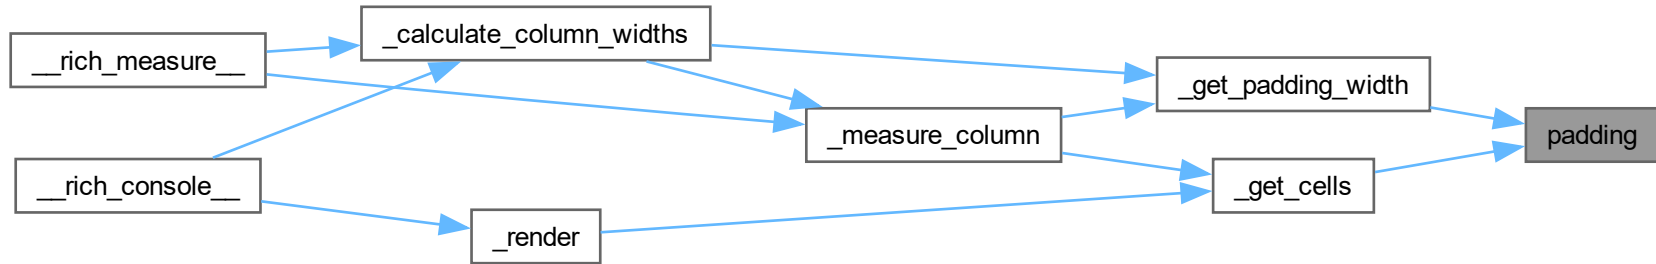 _calculate_column_widths
__rich_measure__
_get_padding_width
_measure_column
padding
__rich_console__
_get_cells
_render